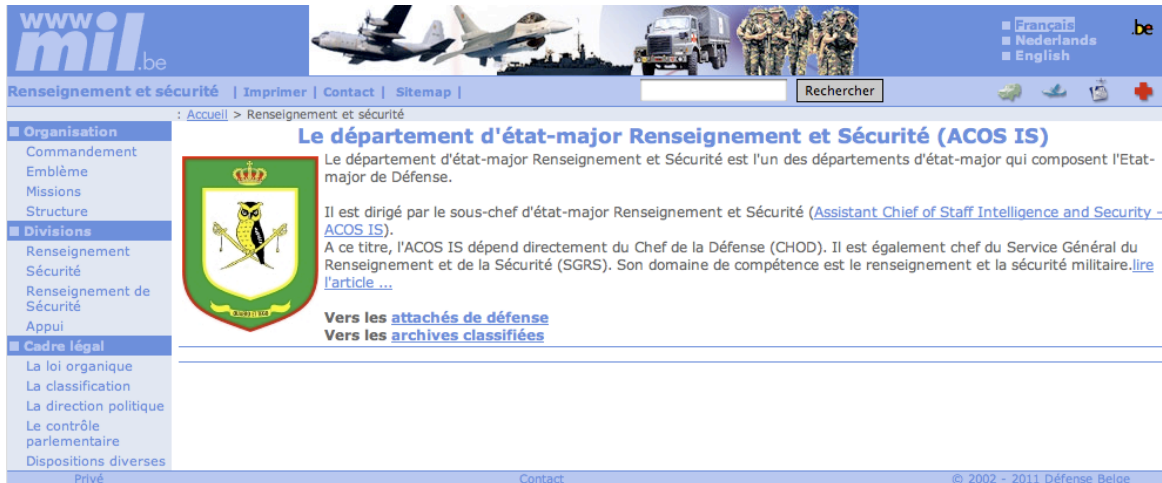 www
mil.be
Français
Nederlands
English
.be
Renseignement et sécurité | Imprimer | Contact | Sitemap |
Rechercher
: Accueil > Renseignement et sécurité
Organisation
Commandement
Emblème
Missions
Structure
Divisions
Renseignement
Sécurité
Renseignement de
Sécurité
Appui
Cadre légal
La loi organique
La classification
La direction politique
Le contrôle
parlementaire
Dispositions diverses
Le département d'état-major Renseignement et Sécurité (ACOS IS)
Le département d'état-major Renseignement et Sécurité est l'un des départements d'état-major qui composent l'Etat-
major de Défense.
Il est dirigé par le sous-chef d'état-major Renseignement et Sécurité (Assistant Chief of Staff Intelligence and Security -
ACOS IS).
A ce titre, l'ACOS IS dépend directement du Chef de la Défense (CHOD). Il est également chef du Service Général du
Renseignement et de la Sécurité (SGRS). Son domaine de compétence est le renseignement et la sécurité militaire.lire
l'article ...
Vers les attachés de défense
Vers les archives classifiées
Privé
Contact
© 2002 - 2011 Défense Belge